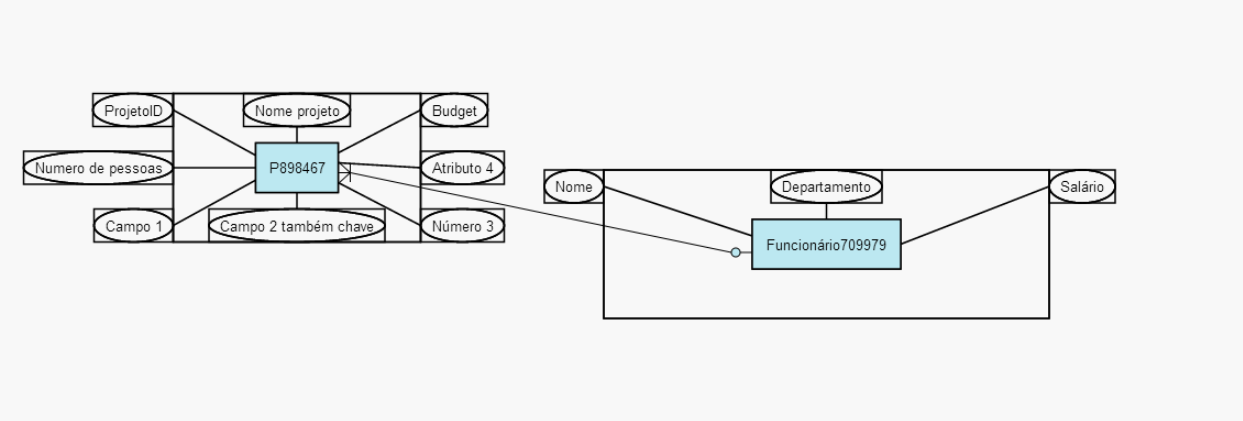 ProjetoID
Nome projeto
Budget
Numero de pessoas
P898467
Atributo 4
Campo 1
Campo 2 também chave
Número 3
Nome
Departamento
Salário
Funcionário709979